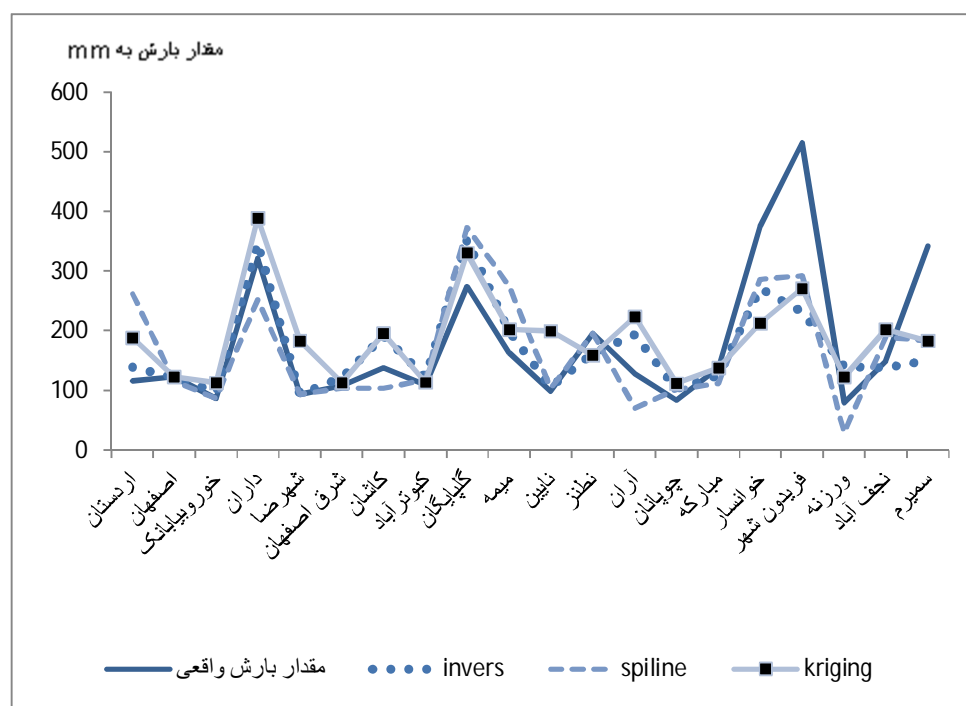 مقدار بارش به mm
600
500
400
300
200
100
0
اردستان
اصفهان
خوروبیابانک
داران
شهرضا
شرق اصفهان
کاشان
کبوتر آباد
گلپایگان
میمه
نایین
نطنز
آران
چوپانان
مبارکه
خوانسار
فریدون شهر
ورزنه
نجف آباد
سمیرم
مقدار بارش واقعی
invers
spiline
kriging